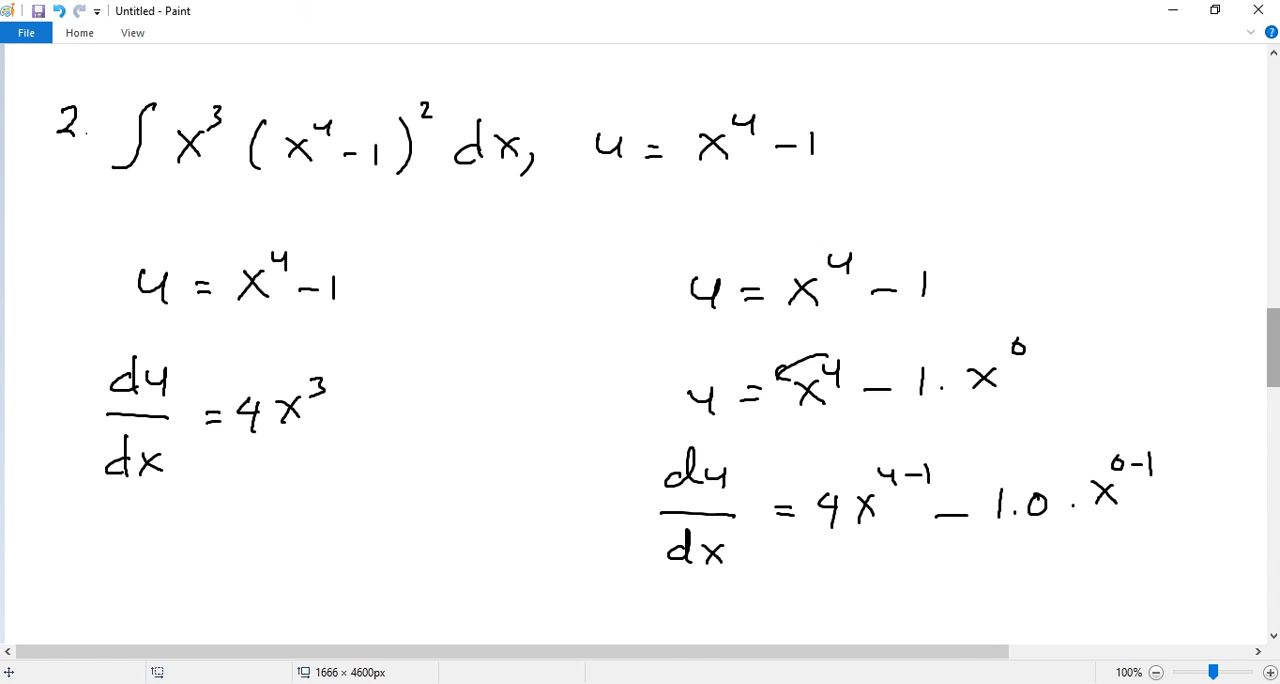 Untitled - Paint
File Home View
2. ∫ x³ (x⁴ - 1)² dx, u = x⁴ - 1
u = x⁴ - 1
du/dx = 4x³
u = x⁴ - 1
u = x⁴ - 1 · x⁰
du/dx = 4x⁴⁻¹ - 1.0 · x⁰⁻¹
1666 × 4600px 100%